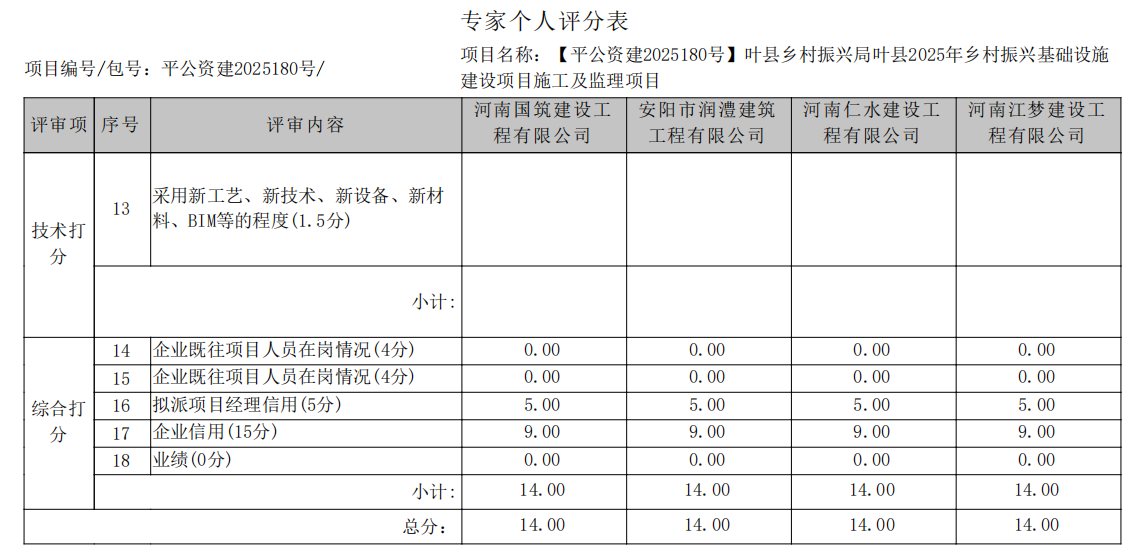 专家个人评分表
项目编号/包号：平公资建2025180号/
项目名称：【平公资建2025180号】叶县乡村振兴局叶县2025年乡村振兴基础设施
建设项目施工及监理项目
评审项 序号 评审内容 河南国筑建设工程有限公司 安阳市润澧建筑工程有限公司 河南仁水建设工程有限公司 河南江梦建设工程有限公司
技术打分
13 采用新工艺、新技术、新设备、新材
料、BIM等的程度(1.5分)
小计:
综合打分
14 企业既往项目人员在岗情况(4分) 0.00 0.00 0.00 0.00
15 企业既往项目人员在岗情况(4分) 0.00 0.00 0.00 0.00
16 拟派项目经理信用(5分) 5.00 5.00 5.00 5.00
17 企业信用(15分) 9.00 9.00 9.00 9.00
18 业绩(0分) 0.00 0.00 0.00 0.00
小计: 14.00 14.00 14.00 14.00
总分: 14.00 14.00 14.00 14.00